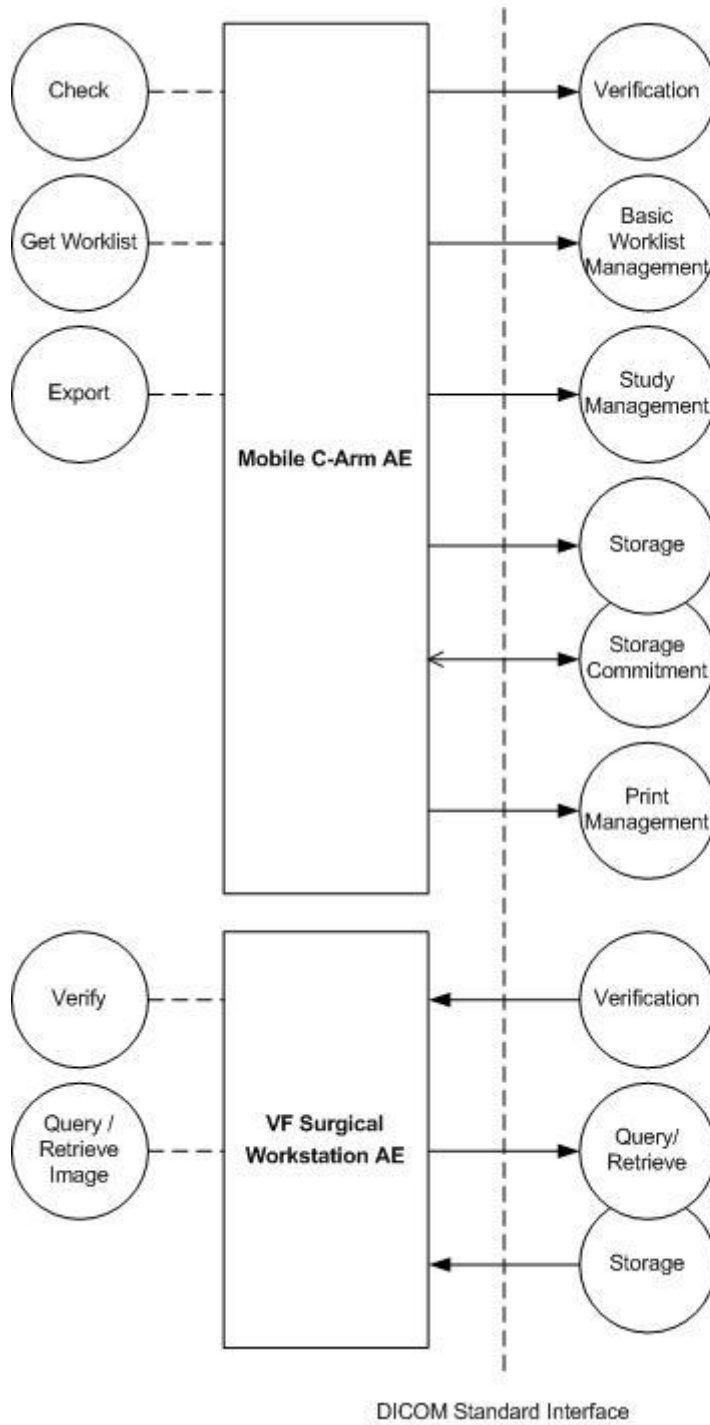 Check
Verification
Get Worklist
Basic
Worklist
Management
Export
Study
Management
Mobile C-Arm AE
Storage
Storage
Commitment
Print
Management
Verify
Verification
Query /
Retrieve
Image
VF Surgical
Workstation AE
Query/
Retrieve
Storage
DICOM Standard Interface